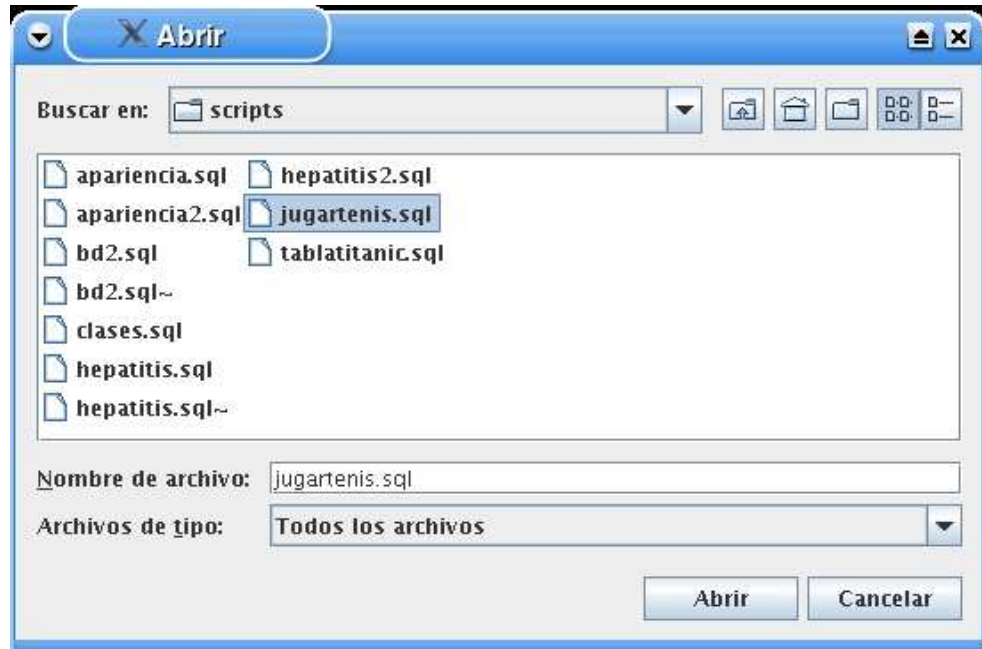 Abrir
Buscar en: scripts
apariencia.sql hepatitis2.sql
apariencia2.sql jugartenis.sql
bd2.sql tablatitanic.sql
bd2.sql~
clases.sql
hepatitis.sql
hepatitis.sql~
Nombre de archivo: jugartenis.sql
Archivos de tipo: Todos los archivos
Abrir Cancelar